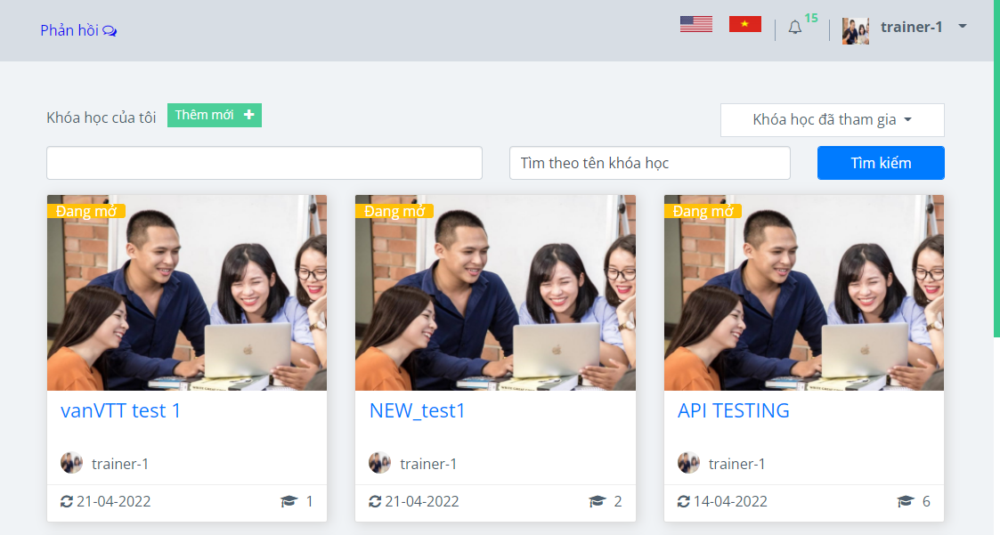 Phản hồi
15
trainer-1
Khóa học của tôi
Thêm mới
Khóa học đã tham gia
Tìm theo tên khóa học
Tìm kiếm
Đang mở
Đang mở
Đang mở
vanVTT test 1
NEW_test1
API TESTING
trainer-1
trainer-1
trainer-1
21-04-2022
1
21-04-2022
2
14-04-2022
6